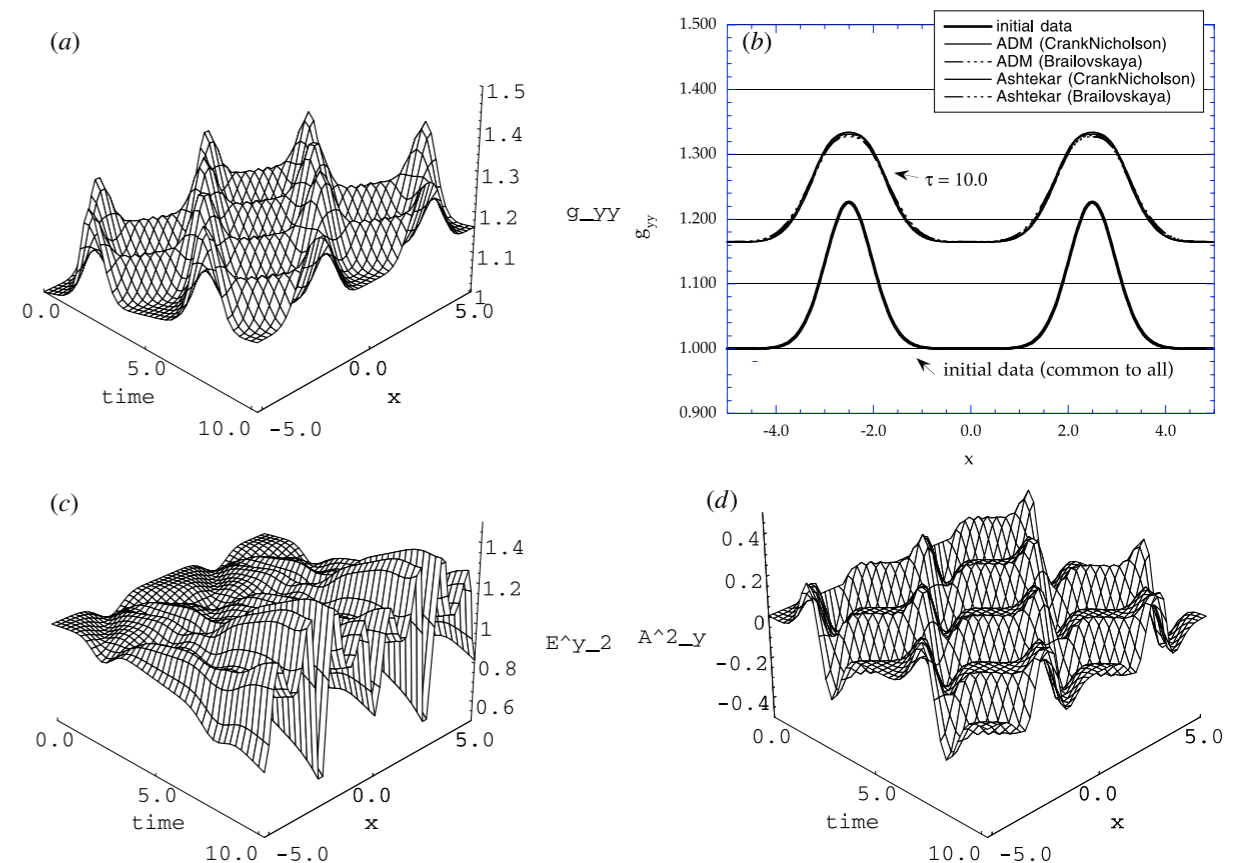 (a)
1.5
1.4
1.3
1.2
1.1
1
g_yy
0.0
5.0
10.0
time
-5.0
0.0
5.0
x
(b)
initial data
ADM (CrankNicholson)
ADM (Brailovskaya)
Ashtekar (CrankNicholson)
Ashtekar (Brailovskaya)
1.500
1.400
1.300
1.200
1.100
1.000
0.900
g_yy
τ = 10.0
initial data (common to all)
-4.0 -2.0 0.0 2.0 4.0
x
(c)
1.4
1.2
1
0.8
0.6
E^y_2
0.0
5.0
10.0
time
-5.0
0.0
5.0
x
(d)
0.4
0.2
0
-0.2
-0.4
A^2_y
0.0
5.0
10.0
time
-5.0
0.0
5.0
x